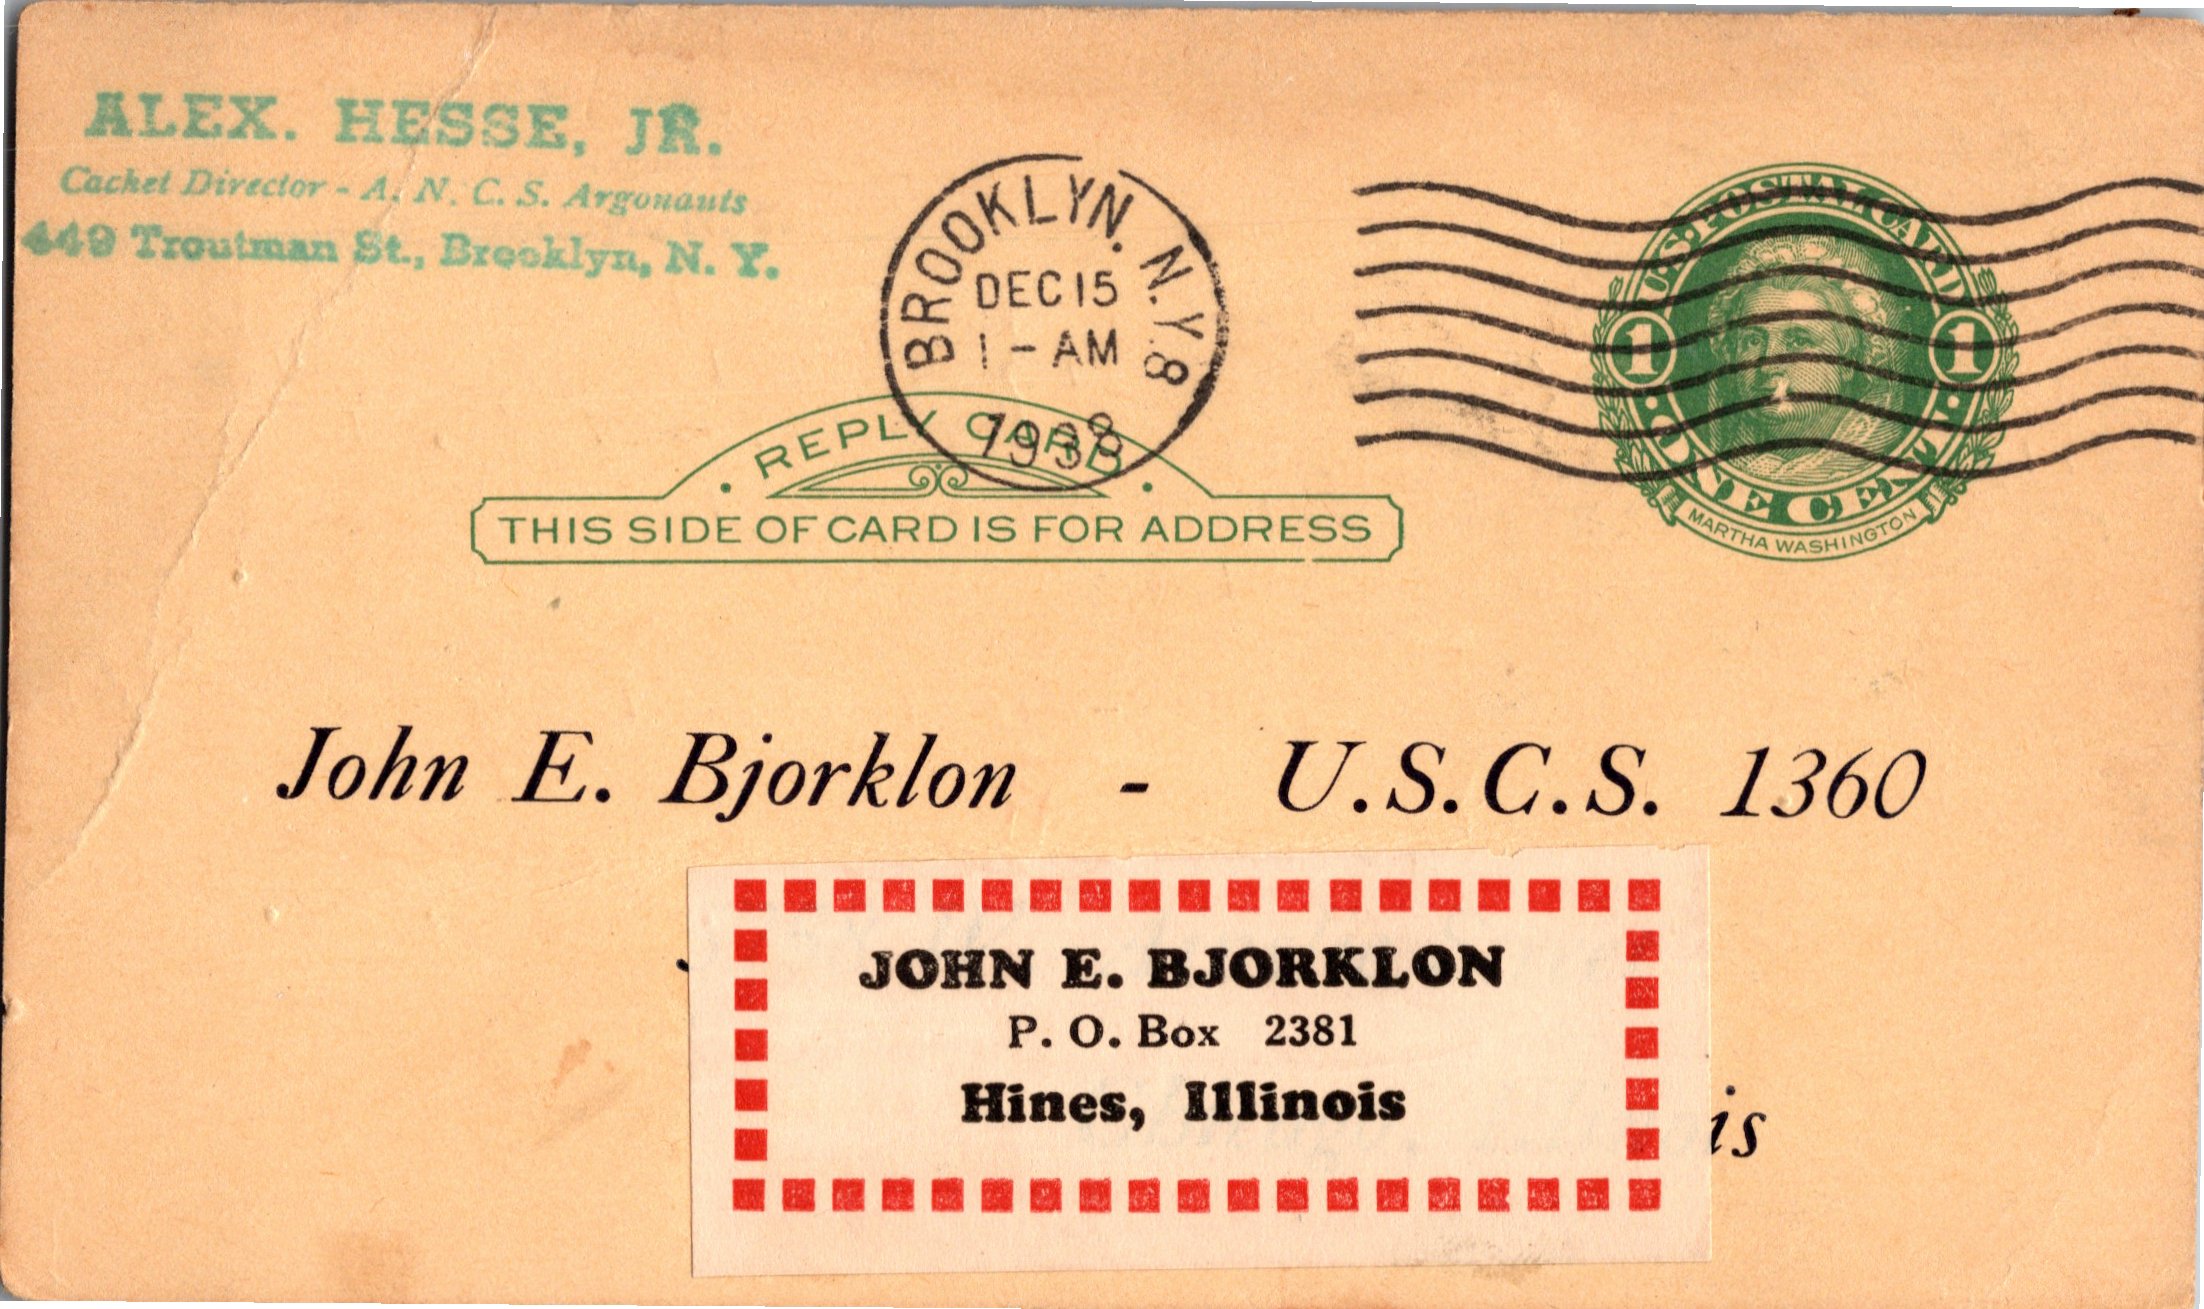 ALEX. HESSE, JR.
Cachet Director - A. N. C. S. Argonauts
449 Troutman St., Brooklyn, N. Y.
BROOKLYN, N.Y. 8
DEC 15
1 - AM
1938
U.S. POSTAL CARD
1 1
ONE CENT
MARTHA WASHINGTON
REPLY CARD
THIS SIDE OF CARD IS FOR ADDRESS
John E. Bjorklon - U.S.C.S. 1360
JOHN E. BJORKLON
P. O. Box 2381
Hines, Illinois
is